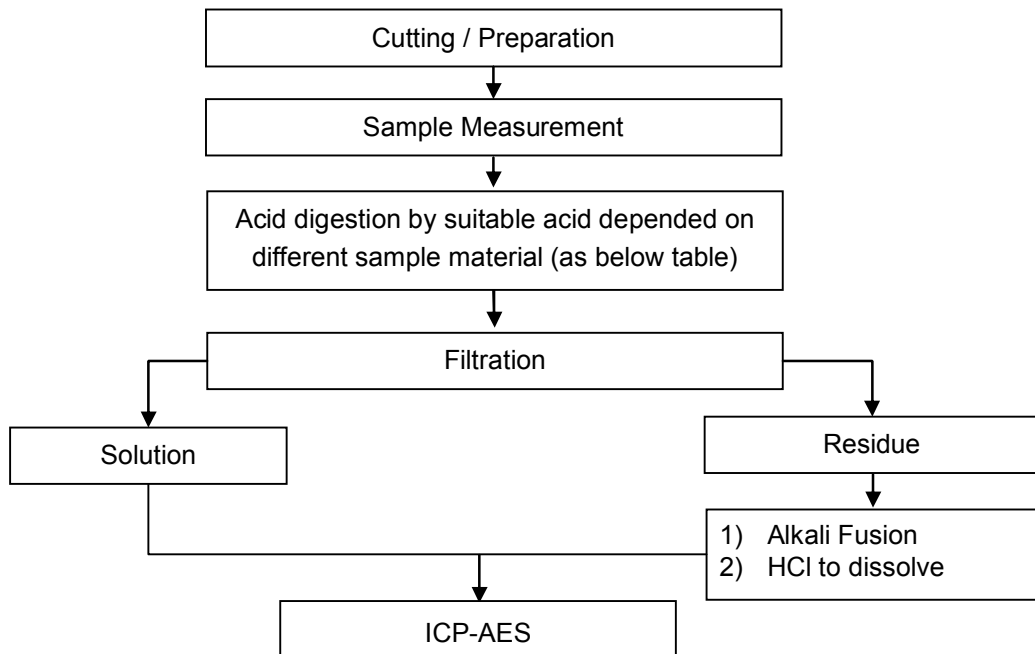 Cutting / Preparation
Sample Measurement
Acid digestion by suitable acid depended on
different sample material (as below table)
Filtration
Solution
Residue
1) Alkali Fusion
2) HCl to dissolve
ICP-AES